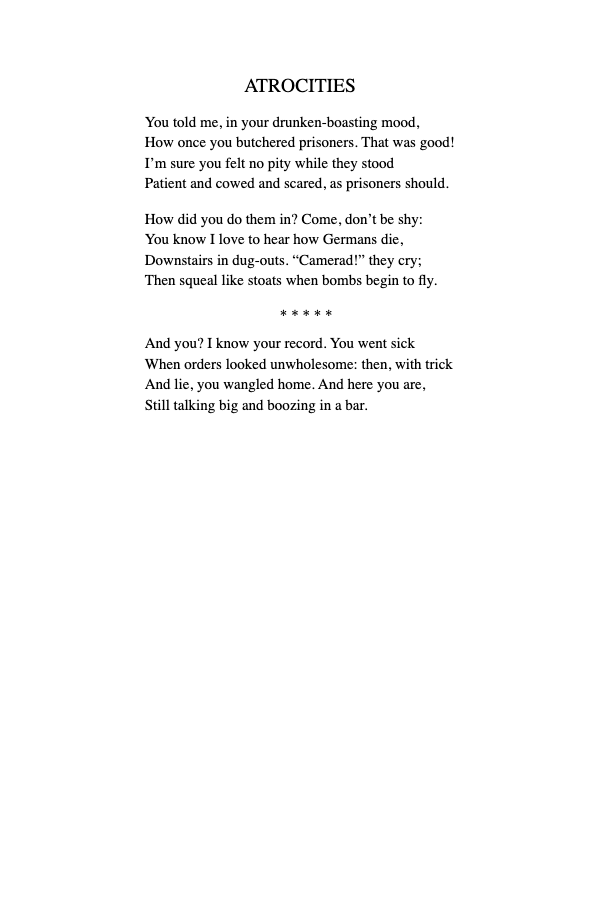 ATROCITIES
You told me, in your drunken-boasting mood,
How once you butchered prisoners. That was good!
I’m sure you felt no pity while they stood
Patient and cowed and scared, as prisoners should.
How did you do them in? Come, don’t be shy:
You know I love to hear how Germans die,
Downstairs in dug-outs. “Camerad!” they cry;
Then squeal like stoats when bombs begin to fly.
* * * * *
And you? I know your record. You went sick
When orders looked unwholesome: then, with trick
And lie, you wangled home. And here you are,
Still talking big and boozing in a bar.